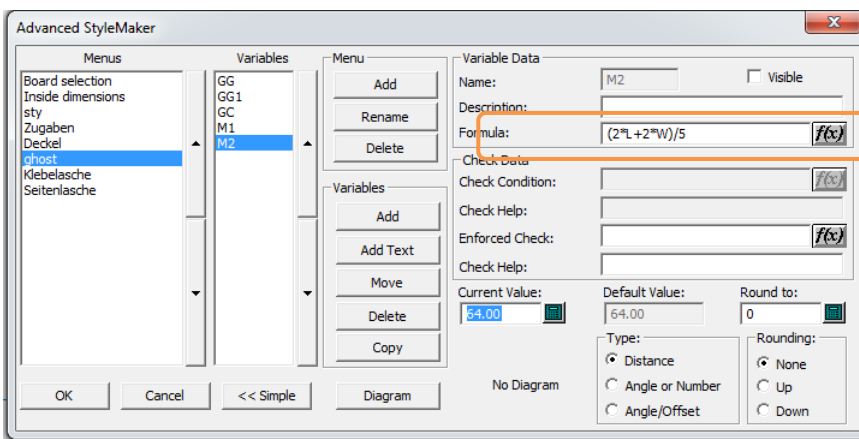 Advanced StyleMaker
x
Menus
Board selection
Inside dimensions
sty
Zugaben
Deckel
ghost
Klebelasche
Seitenlasche
Variables
GG
GG1
GC
M1
M2
Menu
Add
Rename
Delete
Variables
Add
Add Text
Move
Delete
Copy
Variable Data
Name: M2 Visible
Description:
Formula: (2*L+2*W)/5 f(x)
Check Data
Check Condition: f(x)
Check Help:
Enforced Check: f(x)
Check Help:
Current Value: Default Value: Round to:
64.00 64.00 0
Type: Rounding:
Distance None
No Diagram Angle or Number Up
Angle/Offset Down
OK Cancel << Simple Diagram